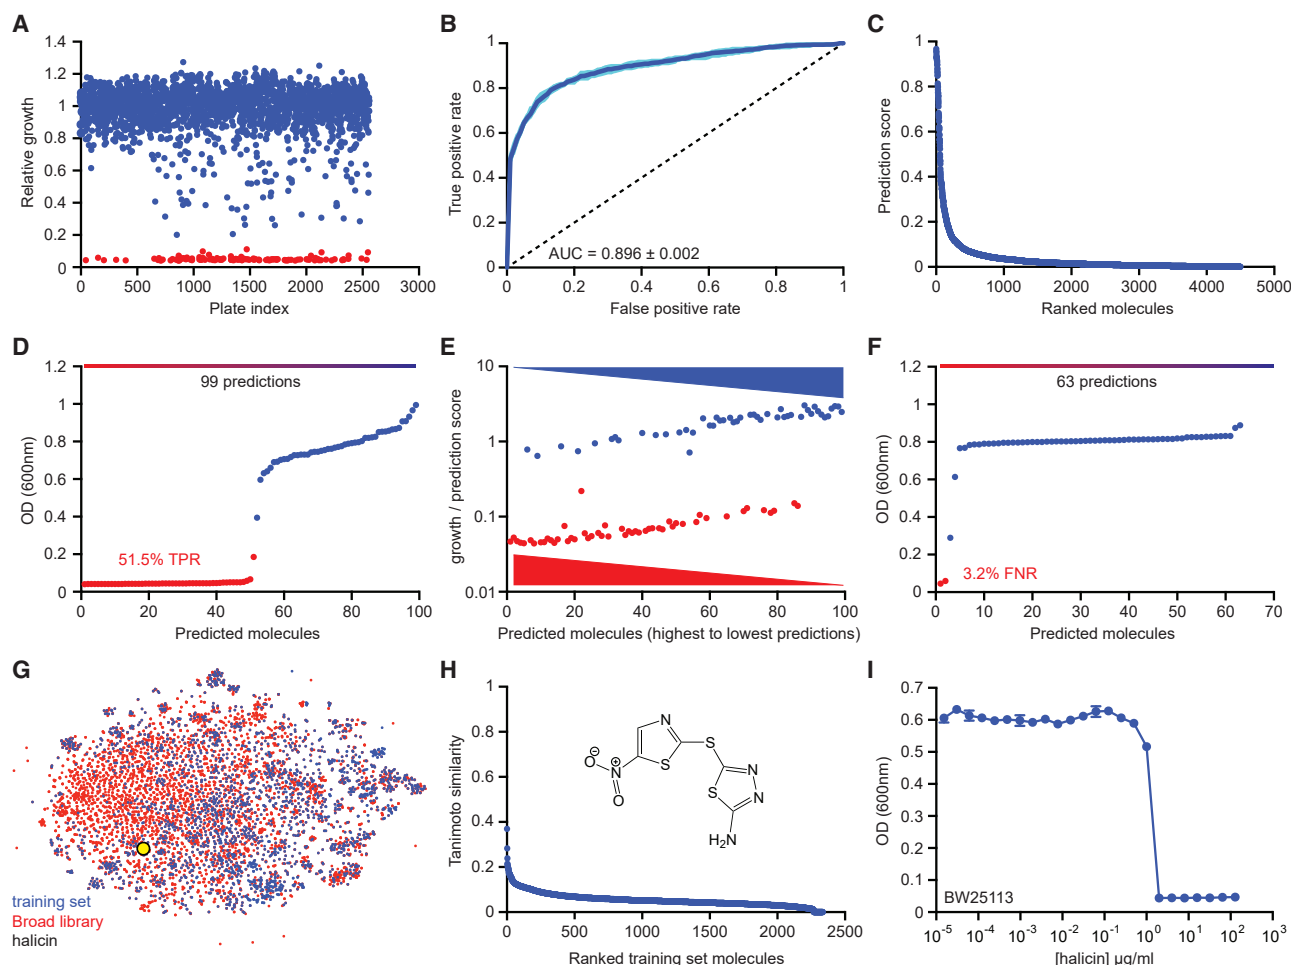 A
1.4
1.2
1
0.8
0.6
0.4
0.2
0
0
500
1000
1500
2000
2500
3000
Relative growth
Plate index
B
1
0.8
0.6
0.4
0.2
0
0
0.2
0.4
0.6
0.8
1
True positive rate
AUC = 0.896 ± 0.002
False positive rate
C
1
0.8
0.6
0.4
0.2
0
0
1000
2000
3000
4000
5000
Prediction score
Ranked molecules
D
1.2
1
0.8
0.6
0.4
0.2
0
0
20
40
60
80
100
OD (600nm)
99 predictions
51.5% TPR
Predicted molecules
E
10
1
0.1
0.01
0
20
40
60
80
100
growth / prediction score
Predicted molecules (highest to lowest predictions)
F
1.2
1
0.8
0.6
0.4
0.2
0
0
10
20
30
40
50
60
70
OD (600nm)
63 predictions
3.2% FNR
Predicted molecules
G
training set
Broad library
halicin
H
1
0.8
0.6
0.4
0.2
0
0
500
1000
1500
2000
2500
Tanimoto similarity
N
S
S
O⊖
N⊕
O
N
N
S
H₂N
Ranked training set molecules
I
0.7
0.6
0.5
0.4
0.3
0.2
0.1
0
10⁻⁵
10⁻⁴
10⁻³
10⁻²
10⁻¹
10⁰
10¹
10²
10³
OD (600nm)
BW25113
[halicin] µg/ml